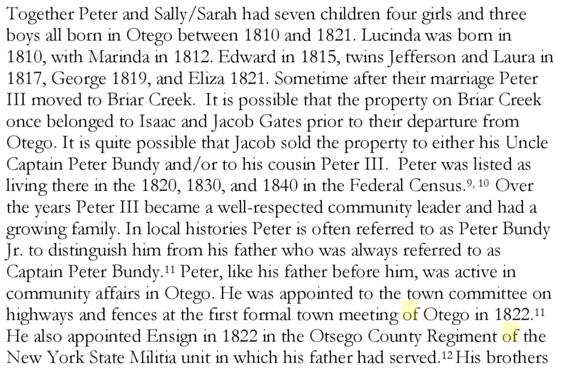 Together Peter and Sally/Sarah had seven children four girls and three
boys all born in Otego between 1810 and 1821. Lucinda was born in
1810, with Marinda in 1812. Edward in 1815, twins Jefferson and Laura in
1817, George 1819, and Eliza 1821. Sometime after their marriage Peter
III moved to Briar Creek.  It is possible that the property on Briar Creek
once belonged to Isaac and Jacob Gates prior to their departure from
Otego. It is quite possible that Jacob sold the property to either his Uncle
Captain Peter Bundy and/or to his cousin Peter III.  Peter was listed as
living there in the 1820, 1830, and 1840 in the Federal Census.⁹, ¹⁰ Over
the years Peter III became a well-respected community leader and had a
growing family. In local histories Peter is often referred to as Peter Bundy
Jr. to distinguish him from his father who was always referred to as
Captain Peter Bundy.¹¹ Peter, like his father before him, was active in
community affairs in Otego. He was appointed to the town committee on
highways and fences at the first formal town meeting of Otego in 1822.¹¹
He also appointed Ensign in 1822 in the Otsego County Regiment of the
New York State Militia unit in which his father had served.¹² His brothers